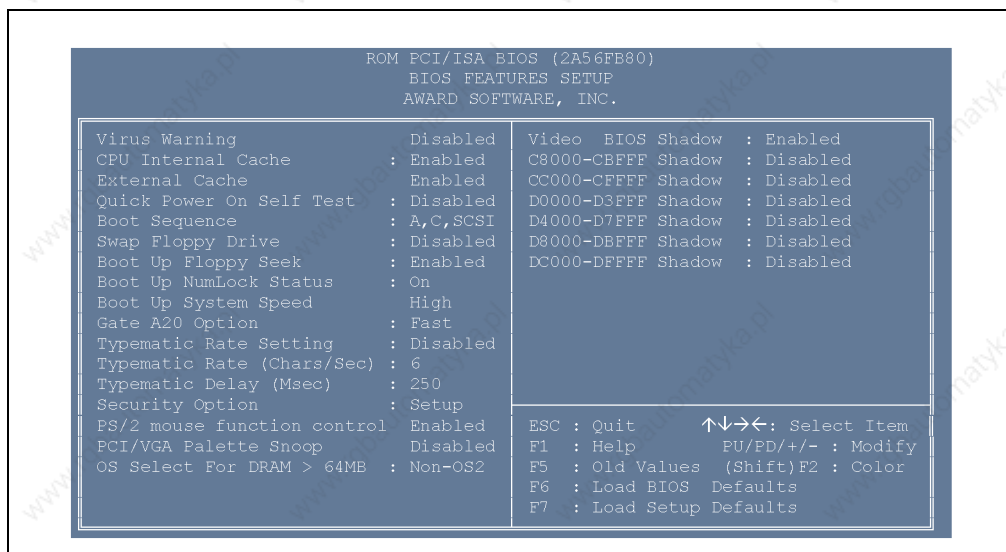 ROM PCI/ISA BIOS (2A56FB80)
BIOS FEATURES SETUP
AWARD SOFTWARE, INC.
Virus Warning Disabled
CPU Internal Cache : Enabled
External Cache Enabled
Quick Power On Self Test : Disabled
Boot Sequence : A,C,SCSI
Swap Floppy Drive : Disabled
Boot Up Floppy Seek : Enabled
Boot Up NumLock Status : On
Boot Up System Speed High
Gate A20 Option : Fast
Typematic Rate Setting : Disabled
Typematic Rate (Chars/Sec) : 6
Typematic Delay (Msec) : 250
Security Option : Setup
PS/2 mouse function control Enabled
PCI/VGA Palette Snoop Disabled
OS Select For DRAM > 64MB : Non-OS2
Video BIOS Shadow : Enabled
C8000-CBFFF Shadow : Disabled
CC000-CFFFF Shadow : Disabled
D0000-D3FFF Shadow : Disabled
D4000-D7FFF Shadow : Disabled
D8000-DBFFF Shadow : Disabled
DC000-DFFFF Shadow : Disabled
ESC : Quit ↑↓→←: Select Item
F1 : Help PU/PD/+/- : Modify
F5 : Old Values (Shift)F2 : Color
F6 : Load BIOS Defaults
F7 : Load Setup Defaults